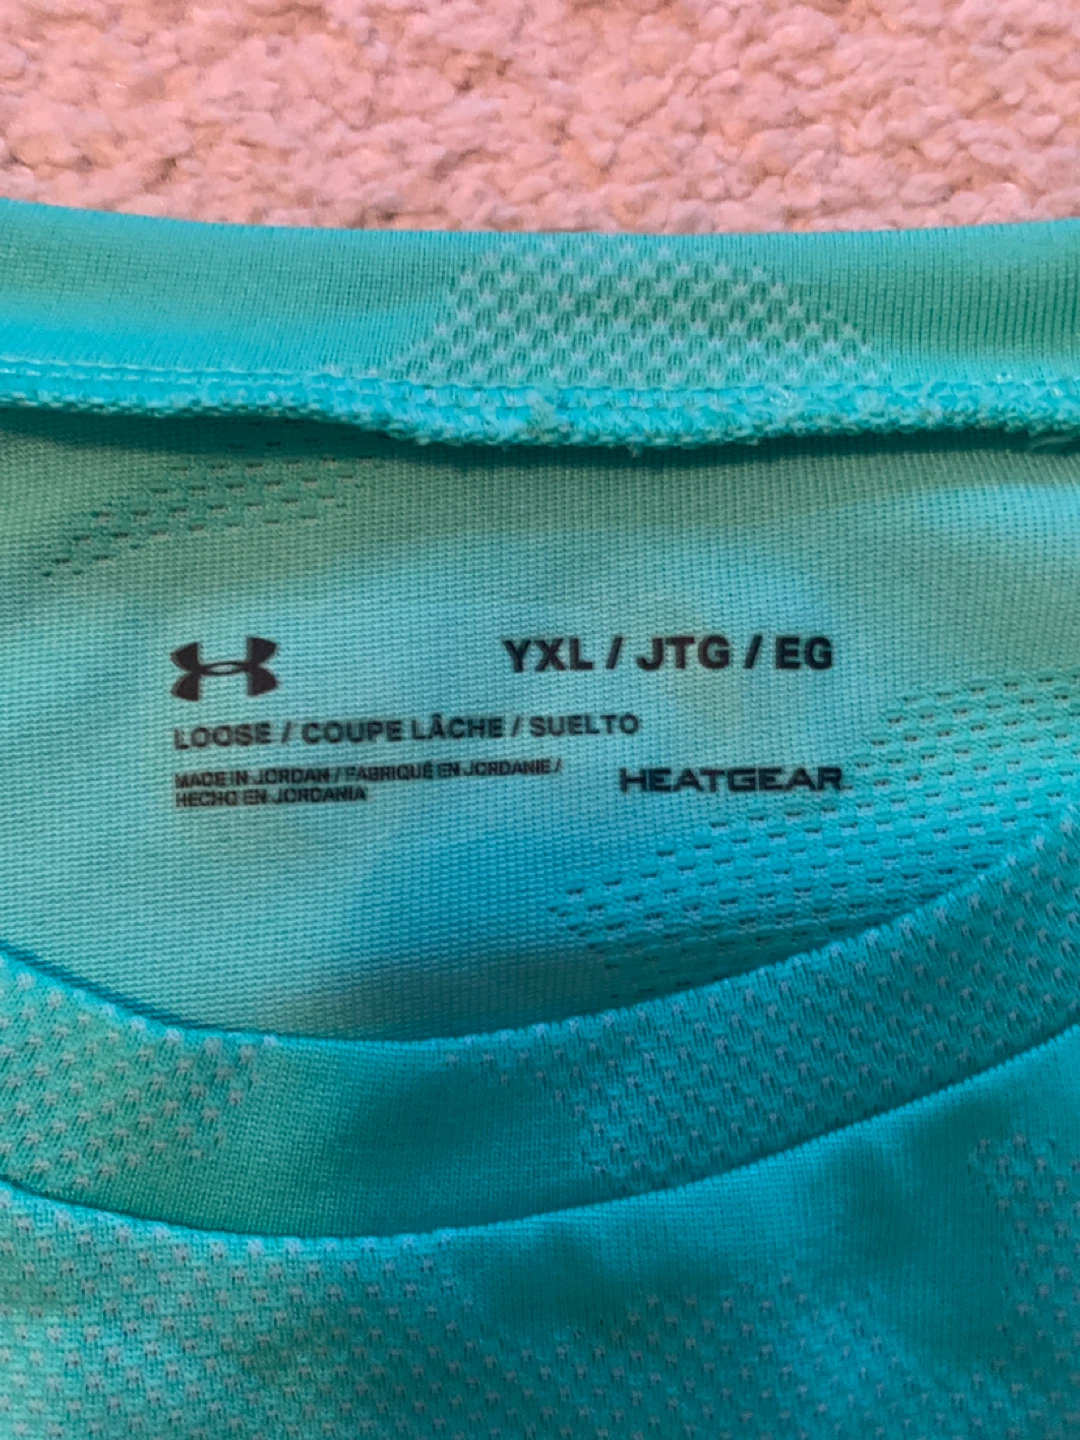 YXL / JTG / EG
LOOSE / COUPE LÂCHE / SUELTO
MADE IN JORDAN / FABRIQUÉ EN JORDANIE /
HECHO EN JORDANIA
HEATGEAR